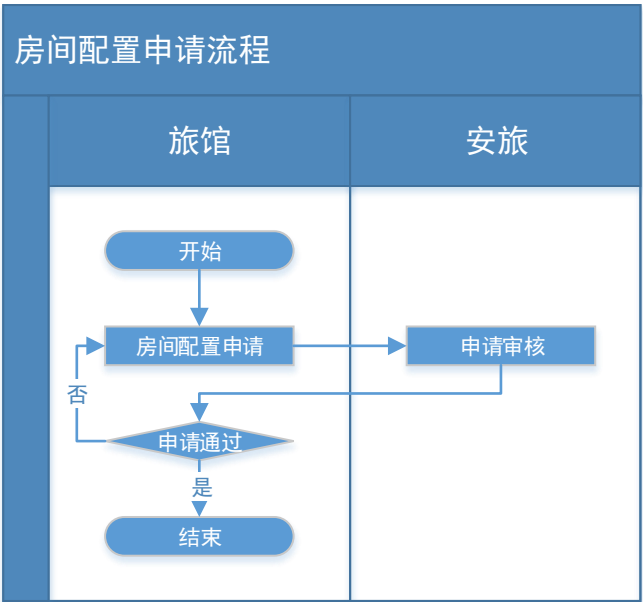 房间配置申请流程
旅馆
安旅
开始
房间配置申请
申请审核
否
申请通过
是
结束